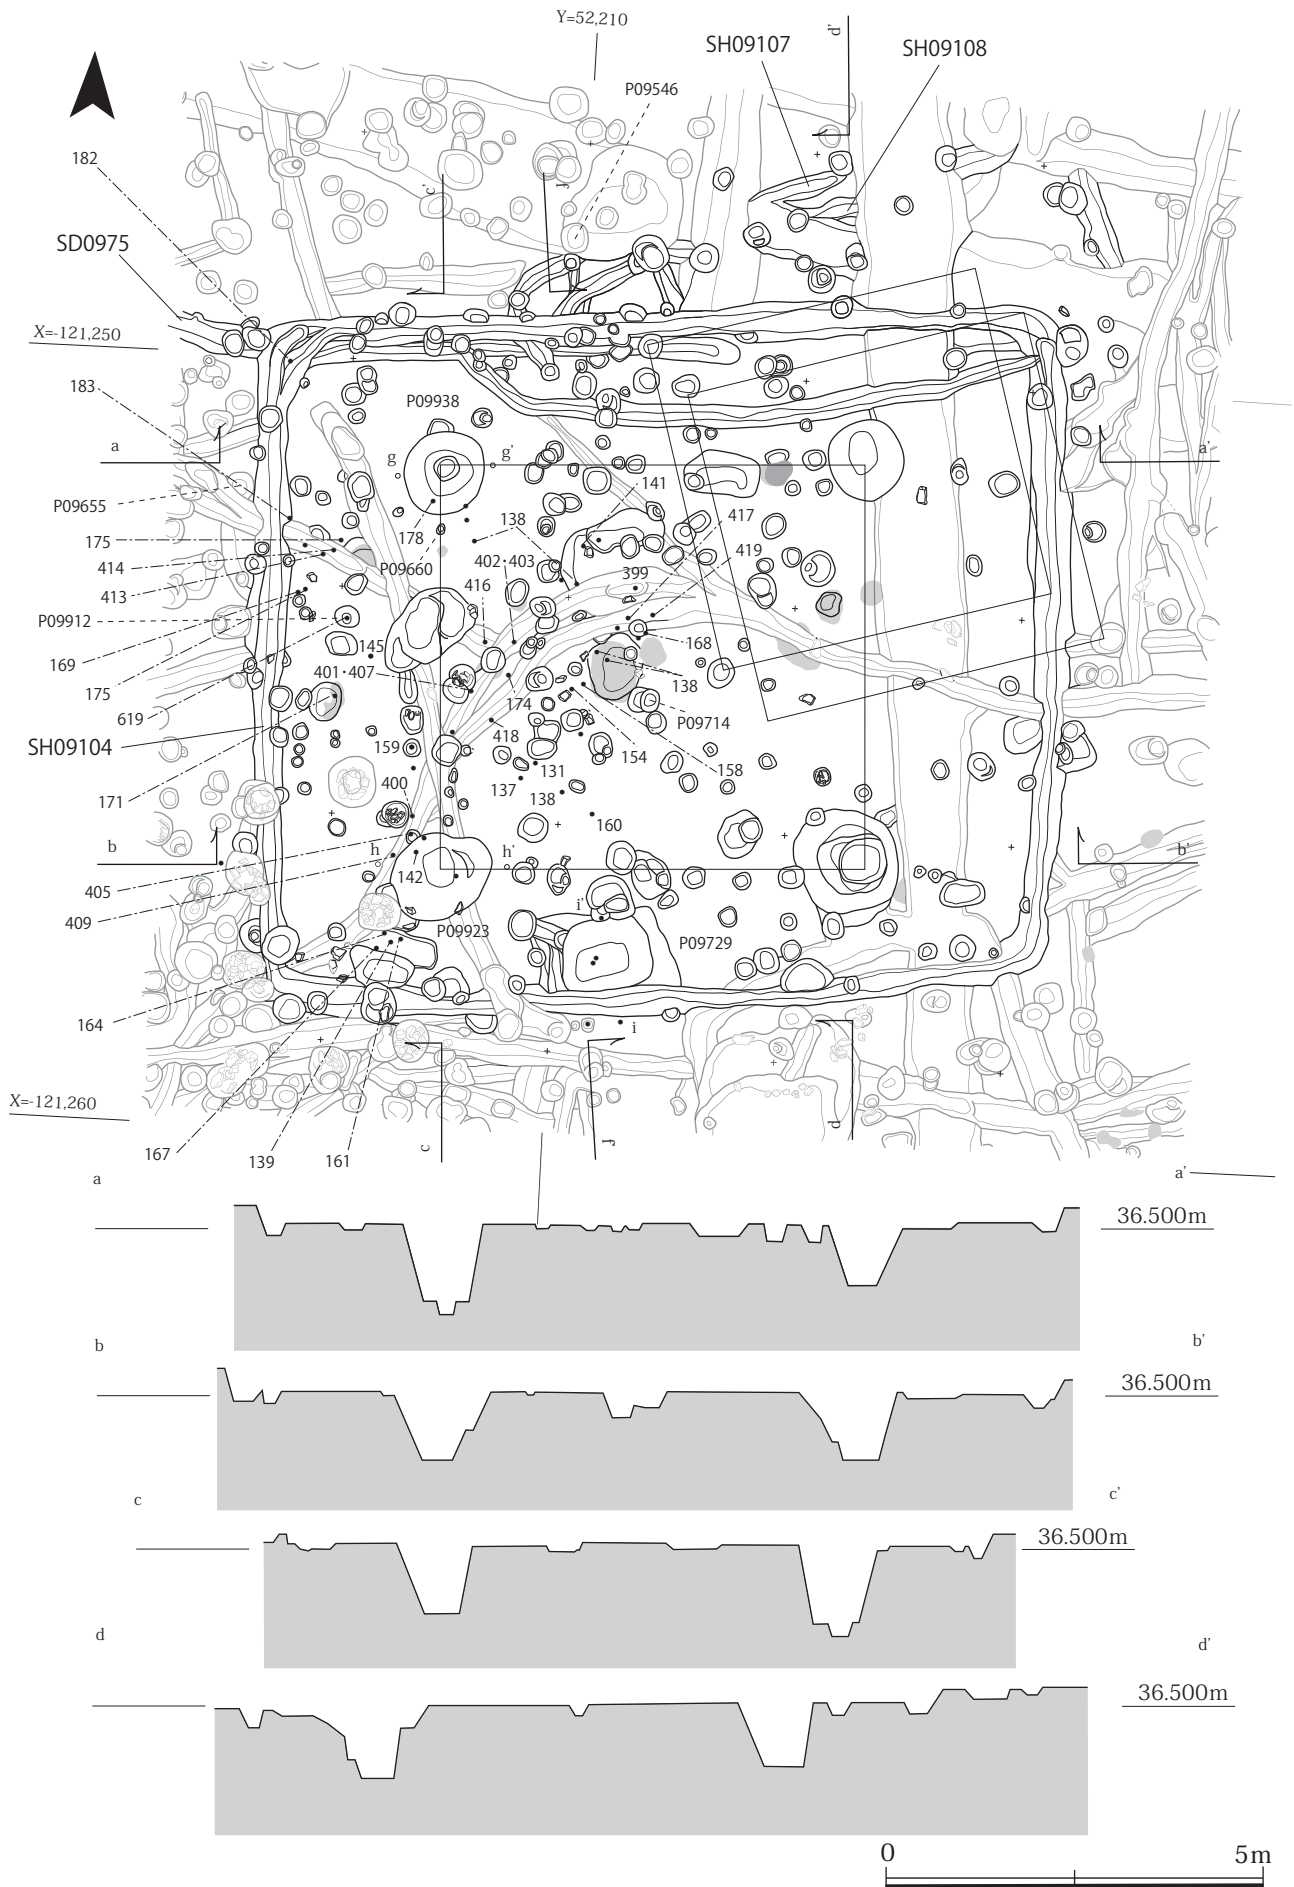 Y=52,210
d'
SH09107
SH09108
P09546
182
c'
f
SD0975
X=-121,250
183
P09938
a
g
g'
a'
141
P09655
417
178
138
175
419
402・403
P09660
414
416
399
413
P09912
145
168
169
401・407
138
175
174
619
P09714
418
SH09104
159
154
131
158
400
137
138
171
160
b
h
h'
b'
142
405
i'
409
P09923
P09729
164
i
X=-121,260
c
f'
d
167
139
161
a
a'
36.500m
b
b'
36.500m
c
c'
36.500m
d
d'
36.500m
0
5m